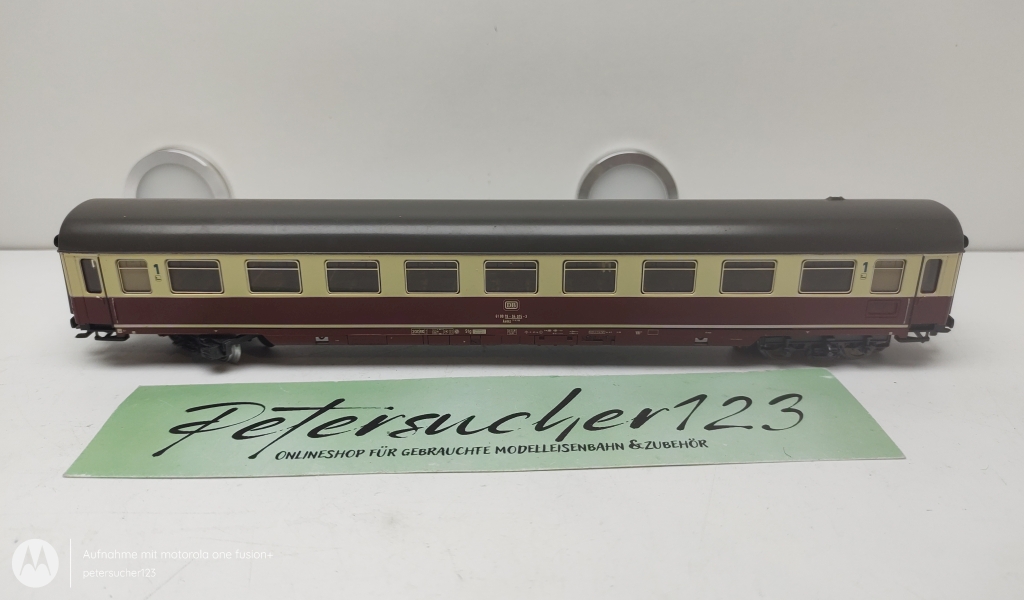 1
1
DB
Petersucher123
ONLINESHOP FÜR GEBRAUCHTE MODELLEISENBAHN & ZUBEHÖR
Aufnahme mit motorola one fusion+
petersucher123